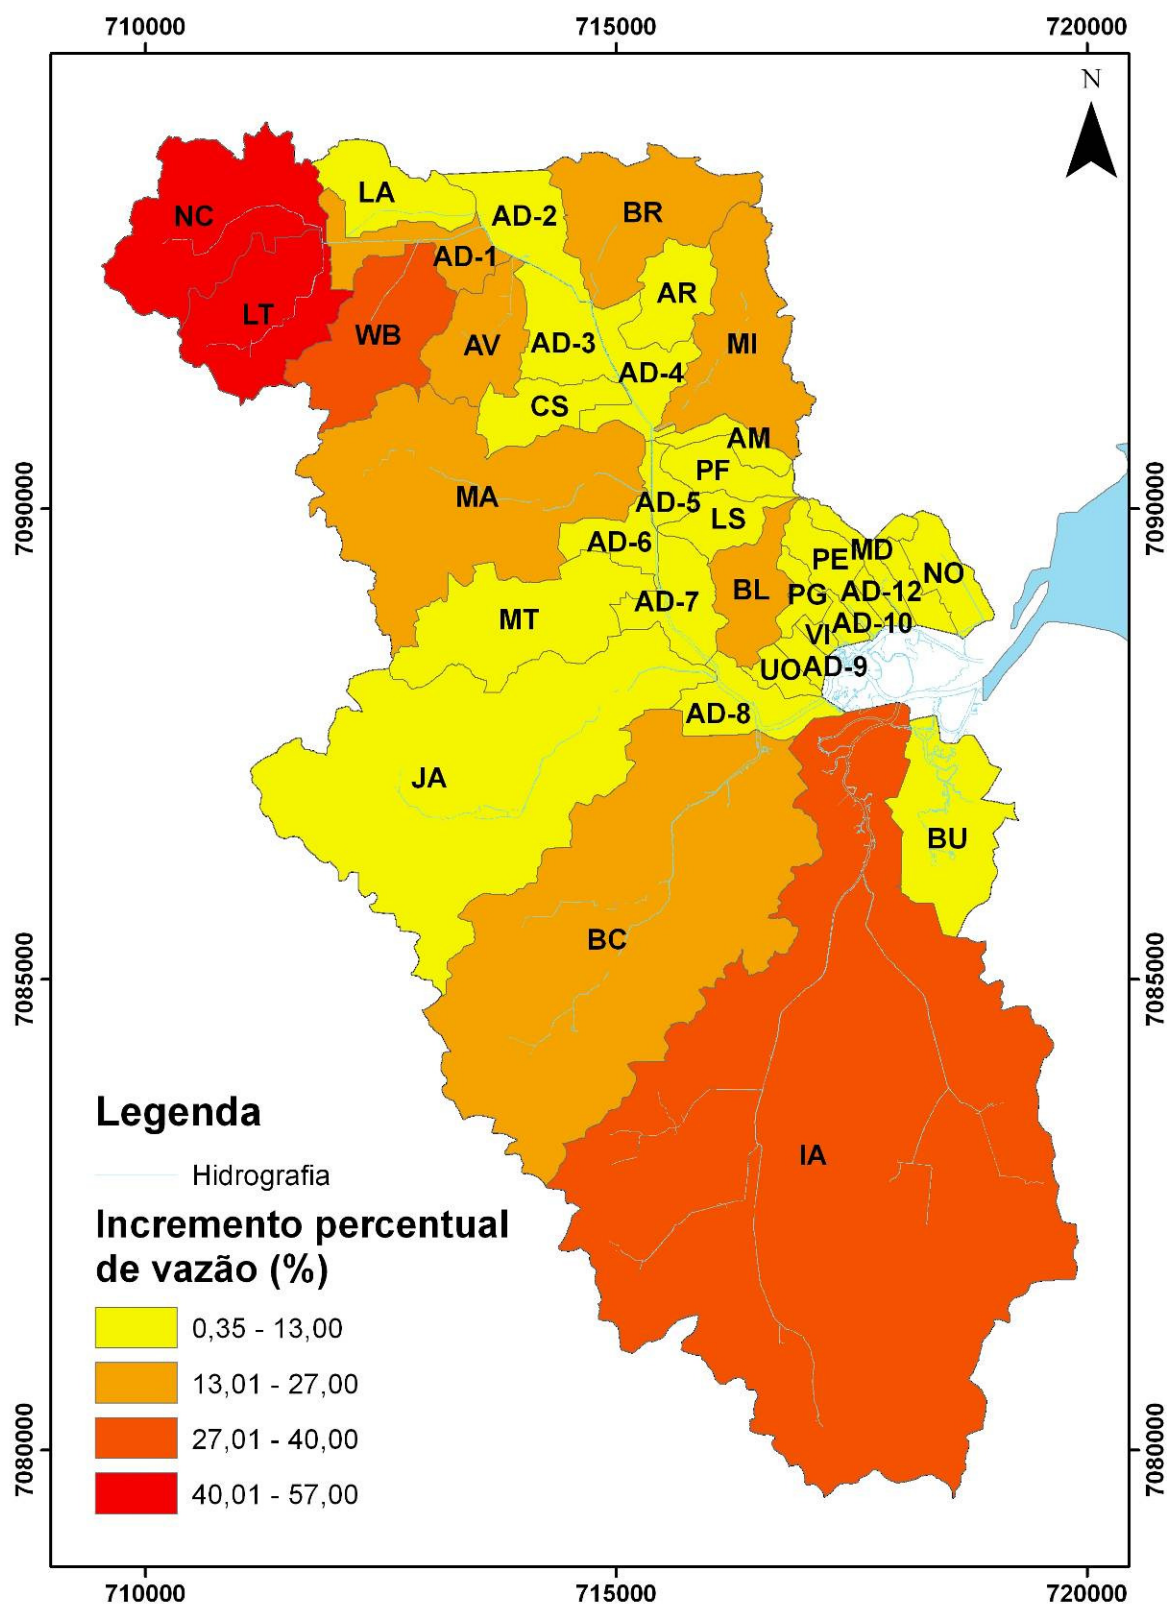 710000 715000 720000
N
LA
NC
AD-2
BR
AD-1
AR
LT
WB
AV
AD-3
MI
AD-4
CS
AM
PF
MA
AD-5
7090000
7090000
LS
AD-6
MD
PE
NO
BL
PG
AD-12
AD-7
MT
AD-10
VI
UO
AD-9
AD-8
JA
BU
BC
7085000
7085000
IA
Legenda
Hidrografia
Incremento percentual
de vazão (%)
0,35 - 13,00
13,01 - 27,00
27,01 - 40,00
40,01 - 57,00
7080000
7080000
710000 715000 720000